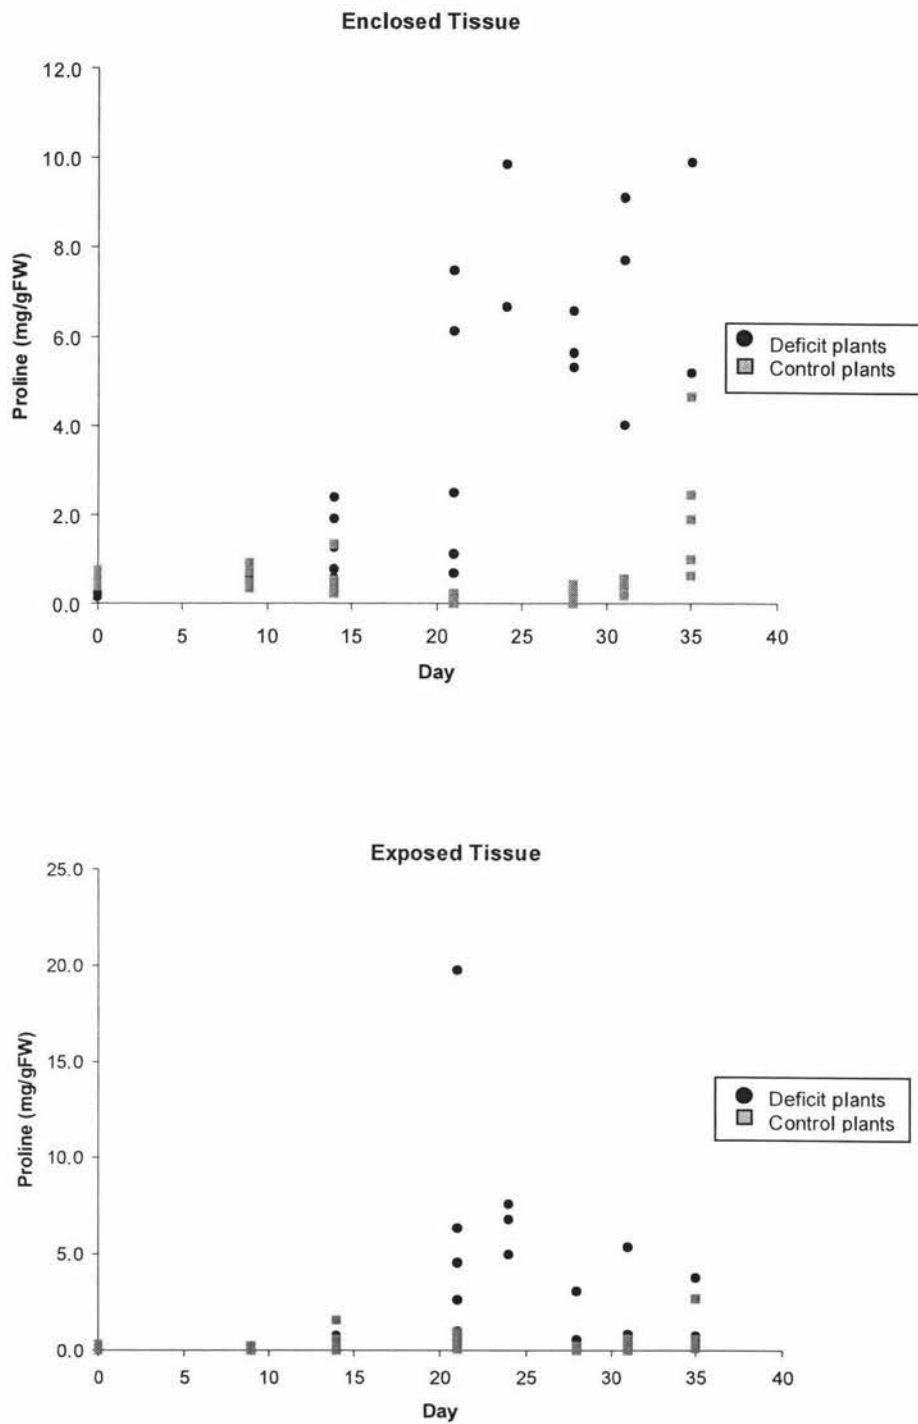 Enclosed Tissue
12.0
10.0
8.0
6.0
4.0
2.0
0.0
Proline (mg/gFW)
0 5 10 15 20 25 30 35 40
Day
Deficit plants
Control plants
Exposed Tissue
25.0
20.0
15.0
10.0
5.0
0.0
Proline (mg/gFW)
0 5 10 15 20 25 30 35 40
Day
Deficit plants
Control plants